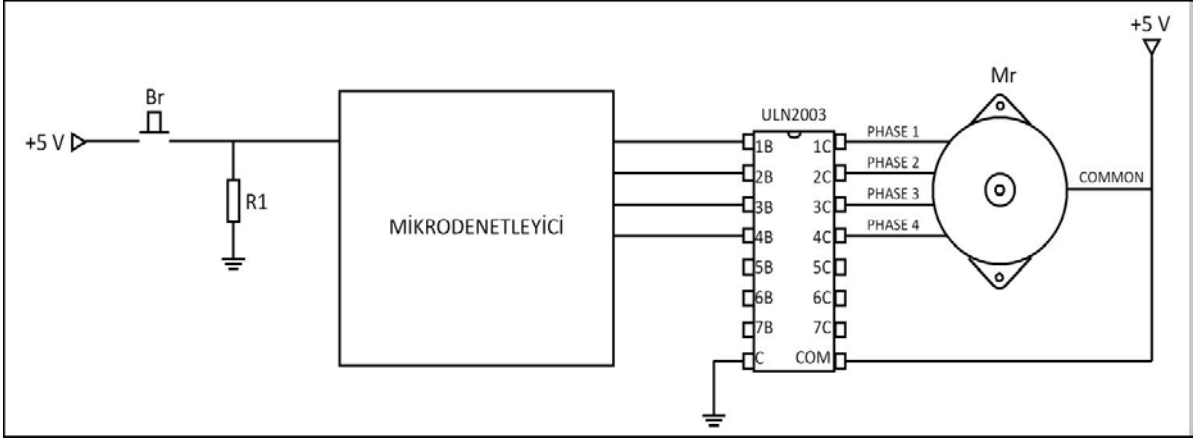 +5 V
Mr
Br
ULN2003
+5 V
1B 1C PHASE 1
2B 2C PHASE 2
COMMON
R1
3B 3C PHASE 3
MİKRODENETLEYİCİ
4B 4C PHASE 4
5B 5C
6B 6C
7B 7C
C COM